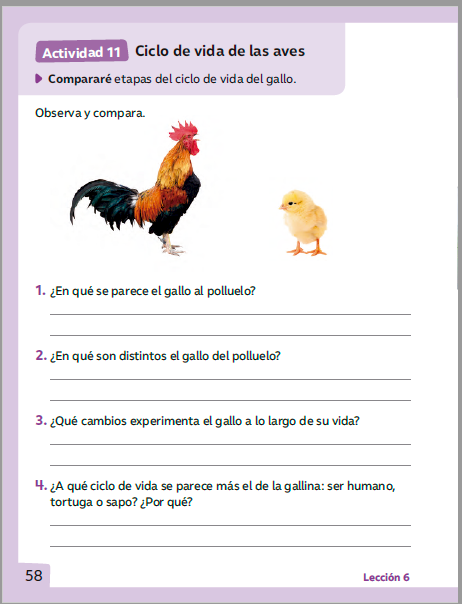 Actividad 11 Ciclo de vida de las aves
Compararé etapas del ciclo de vida del gallo.
Observa y compara.
1. ¿En qué se parece el gallo al polluelo?
2. ¿En qué son distintos el gallo del polluelo?
3. ¿Qué cambios experimenta el gallo a lo largo de su vida?
4. ¿A qué ciclo de vida se parece más el de la gallina: ser humano,
tortuga o sapo? ¿Por qué?
58
Lección 6